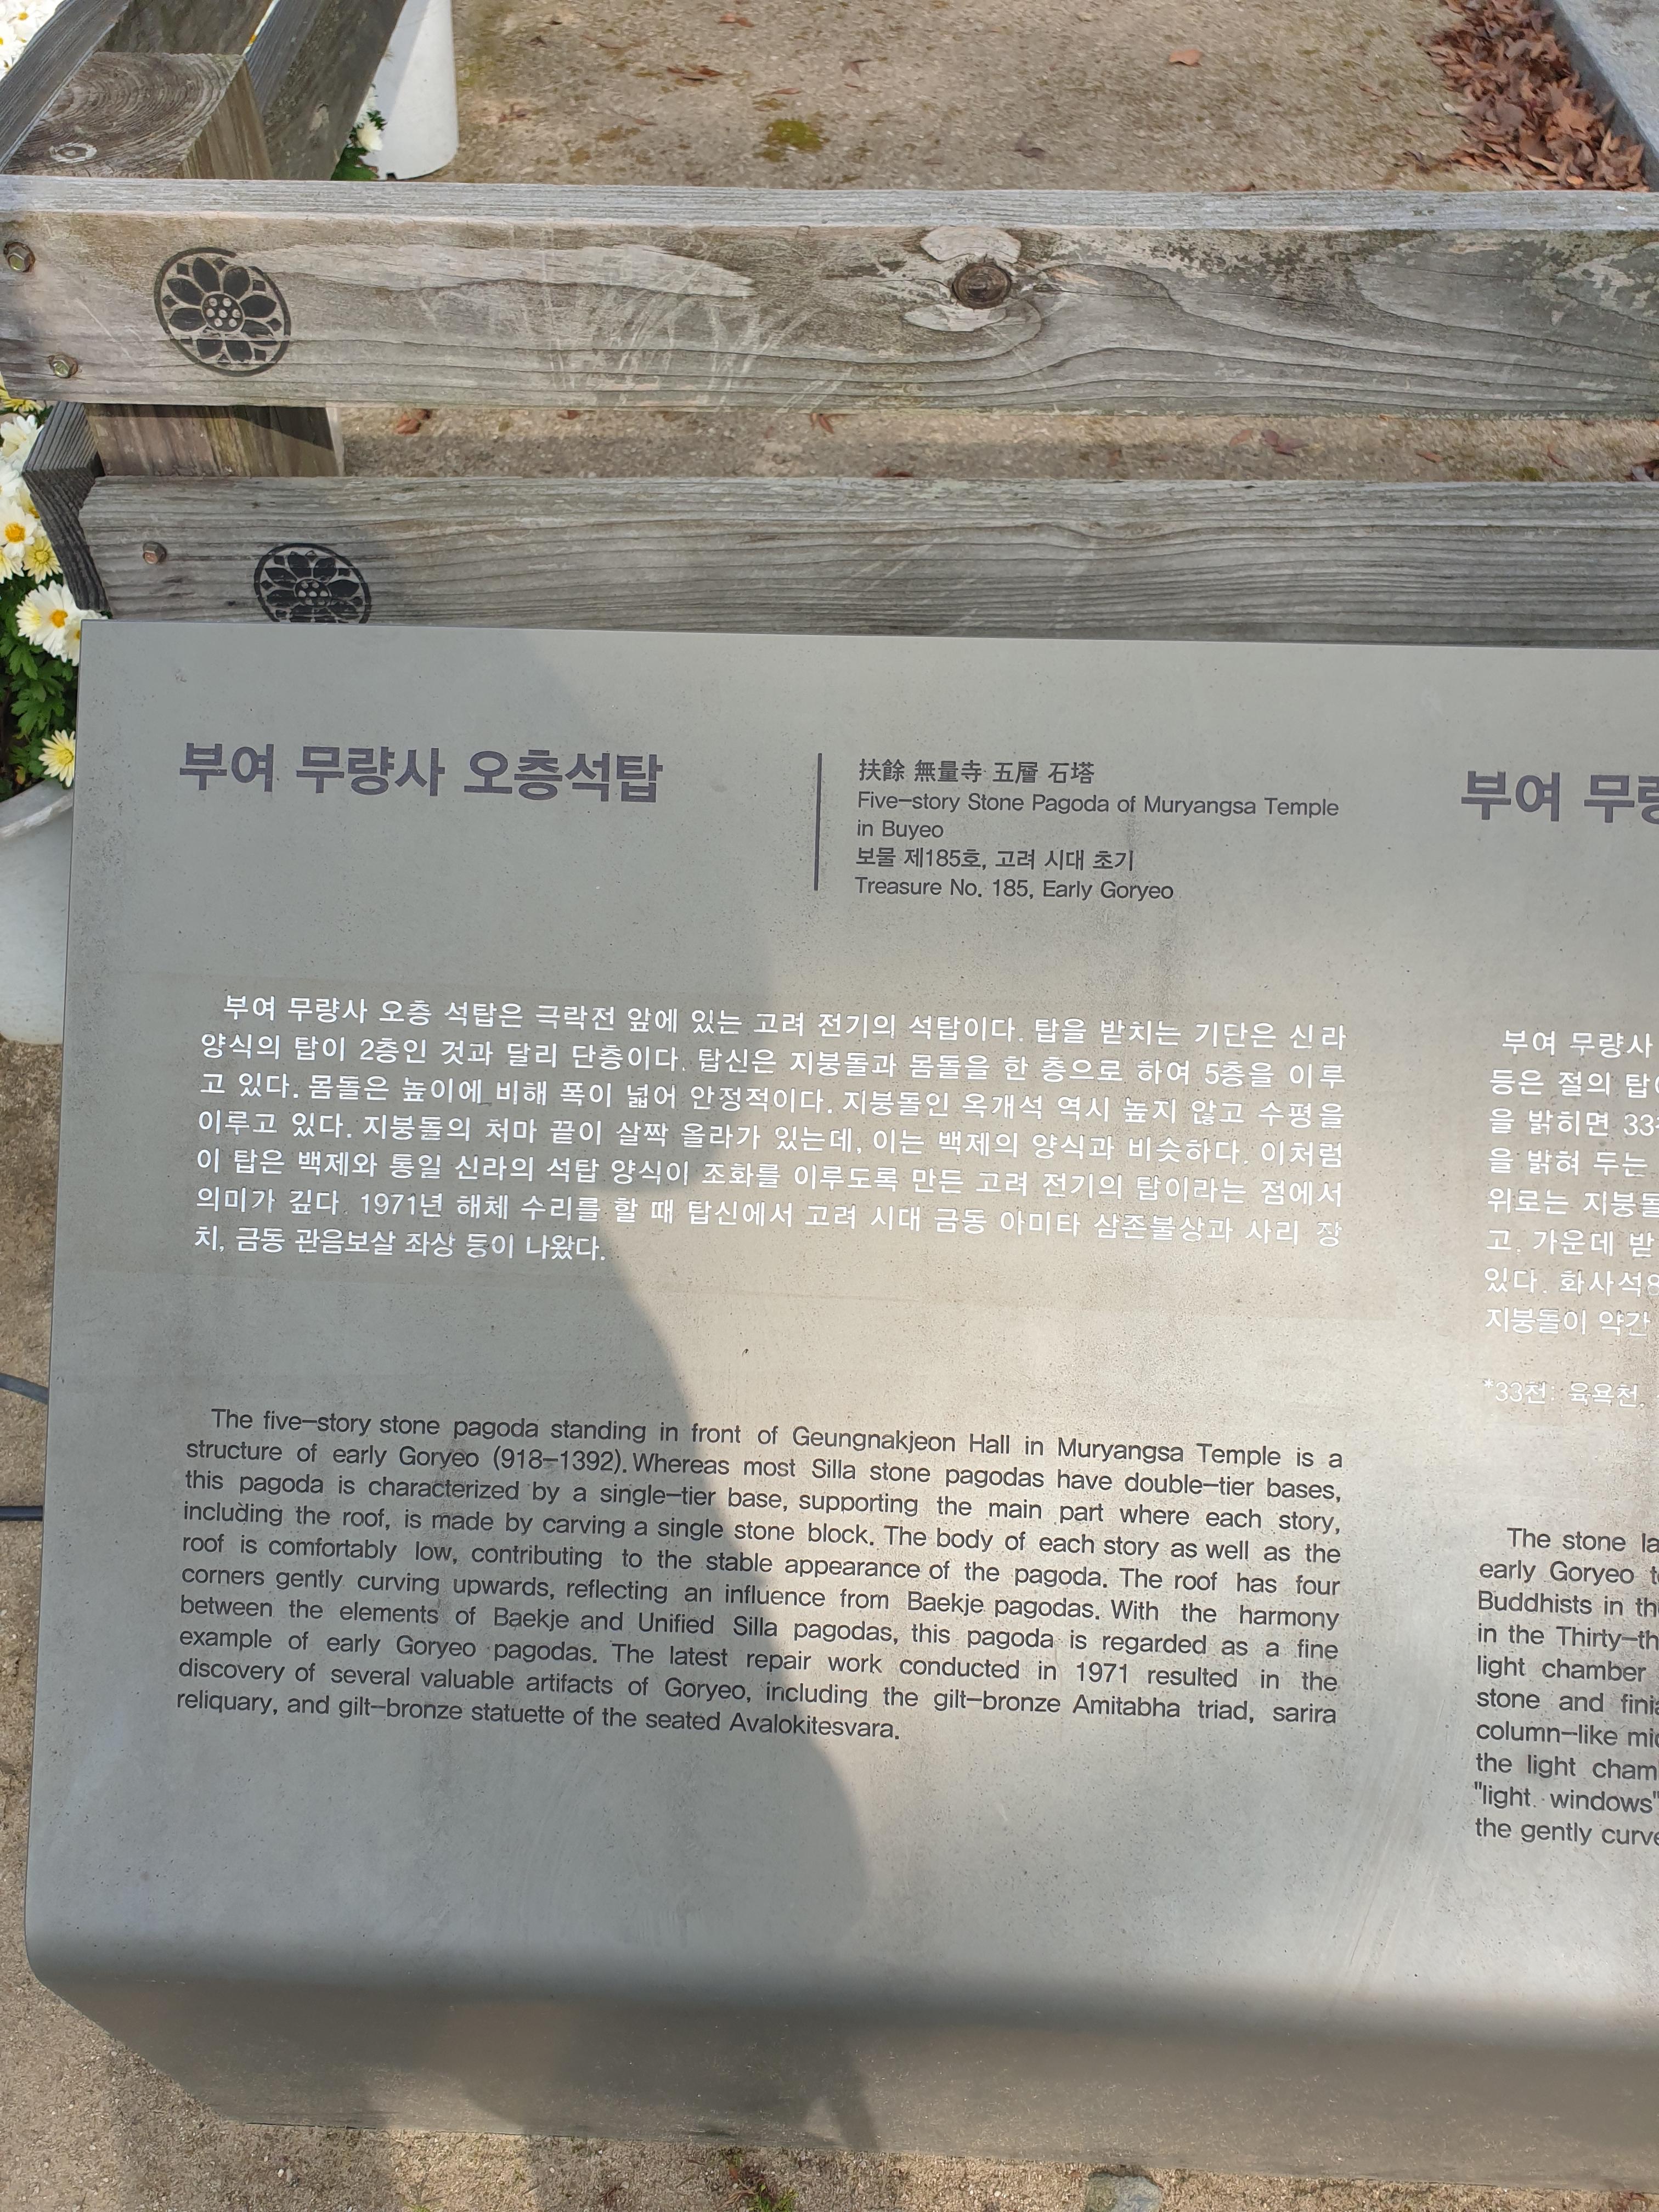 부여 무량사 오층석탑
扶餘 無量寺 五層 石塔
Five-story Stone Pagoda of Muryangsa Temple
in Buyeo
보물 제185호, 고려 시대 초기
Treasure No. 185, Early Goryeo
부여 무량사 오층 석탑은 극락전 앞에 있는 고려 전기의 석탑이다. 탑을 받치는 기단은 신라
양식의 탑이 2층인 것과 달리 단층이다. 탑신은 지붕돌과 몸돌을 한 층으로 하여 5층을 이루
고 있다. 몸돌은 높이에 비해 폭이 넓어 안정적이다. 지붕돌인 옥개석 역시 높지 않고 수평을
이루고 있다. 지붕돌의 처마 끝이 살짝 올라가 있는데, 이는 백제의 양식과 비슷하다. 이처럼
이 탑은 백제와 통일 신라의 석탑 양식이 조화를 이루도록 만든 고려 전기의 탑이라는 점에서
의미가 깊다. 1971년 해체 수리를 할 때 탑신에서 고려 시대 금동 아미타 삼존불상과 사리 장
치, 금동 관음보살 좌상 등이 나왔다.
The five-story stone pagoda standing in front of Geungnakjeon Hall in Muryangsa Temple is a
structure of early Goryeo (918-1392). Whereas most Silla stone pagodas have double-tier bases,
this pagoda is characterized by a single-tier base, supporting the main part where each story,
including the roof, is made by carving a single stone block. The body of each story as well as the
roof is comfortably low, contributing to the stable appearance of the pagoda. The roof has four
corners gently curving upwards, reflecting an influence from Baekje pagodas. With the harmony
between the elements of Baekje and Unified Silla pagodas, this pagoda is regarded as a fine
example of early Goryeo pagodas. The latest repair work conducted in 1971 resulted in the
discovery of several valuable artifacts of Goryeo, including the gilt-bronze Amitabha triad, sarira
reliquary, and gilt-bronze statuette of the seated Avalokitesvara.
부여
부여 무량사
등은 절의
을 밝히면
을 밝혀 두는
위로는 지붕돌
고, 가운데 받
있다. 화사석
지붕돌이 약간
*33천: 육욕천,
The stone
early Goryeo
Buddhists in
in the
light chamber
stone and
column-like
the light
"light windows"
the gently